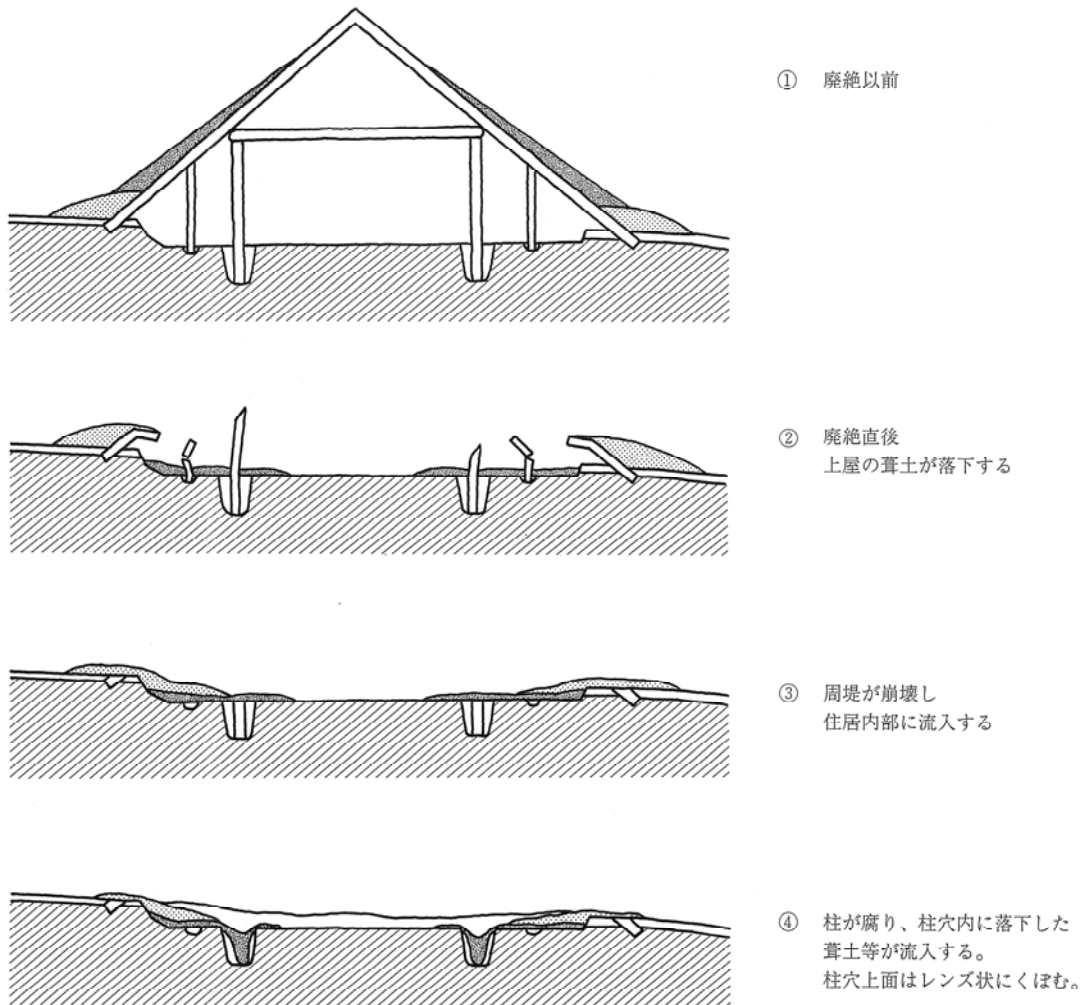 ① 廃絶以前
② 廃絶直後
上屋の葺土が落下する
③ 周堤が崩壊し
住居内部に流入する
④ 柱が腐り、柱穴内に落下した
葺土等が流入する。
柱穴上面はレンズ状にくぼむ。